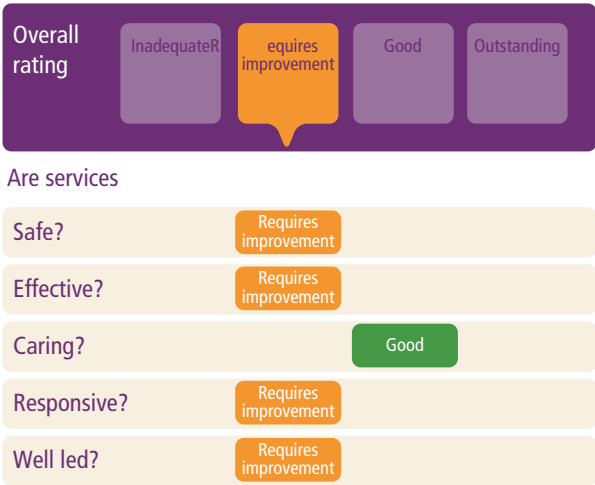 Overall
rating
InadequateR
equires
improvement
Good
Outstanding
Are services
Safe?
Requires
improvement
Effective?
Requires
improvement
Caring?
Good
Responsive?
Requires
improvement
Well led?
Requires
improvement